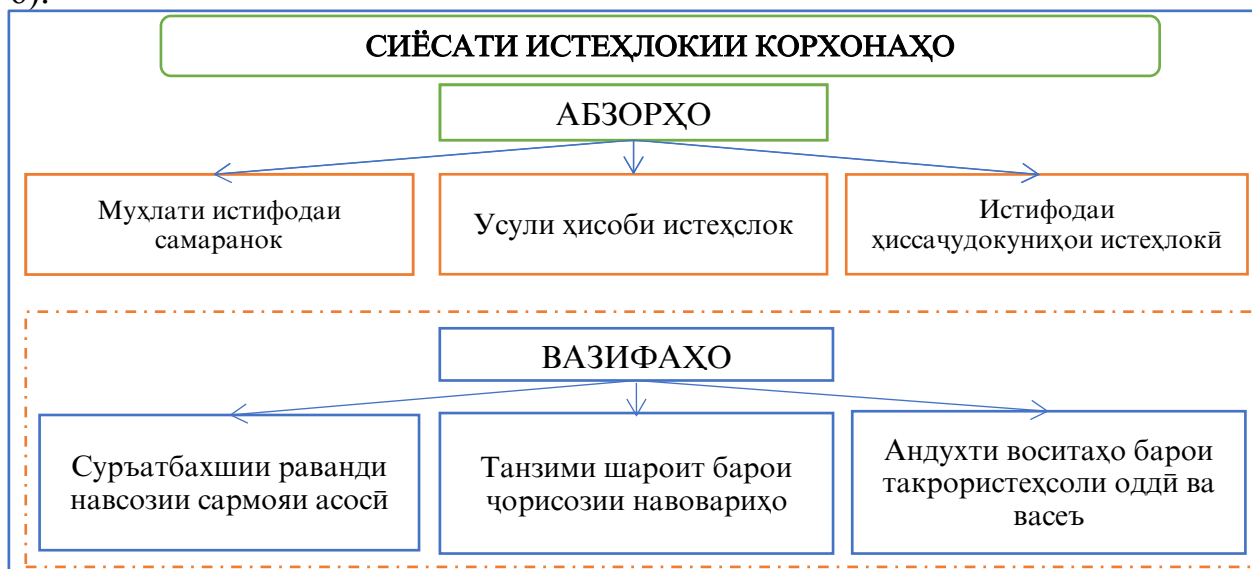 СИЁСАТИ ИСТЕҲЛОКИИ КОРХОНАҲО
АБЗОРҲО
Муҳлати истифодаи
самаранок
Усули ҳисоби истеҳслок
Истифодаи
ҳиссаҷудокуниҳои истеҳлокӣ
ВАЗИФАҲО
Суръатбахшии раванди
навсозии сармояи асосӣ
Танзими шароит барои
ҷорисозии навовариҳо
Андухти воситаҳо барои
такрористеҳсоли оддӣ ва
васеъ